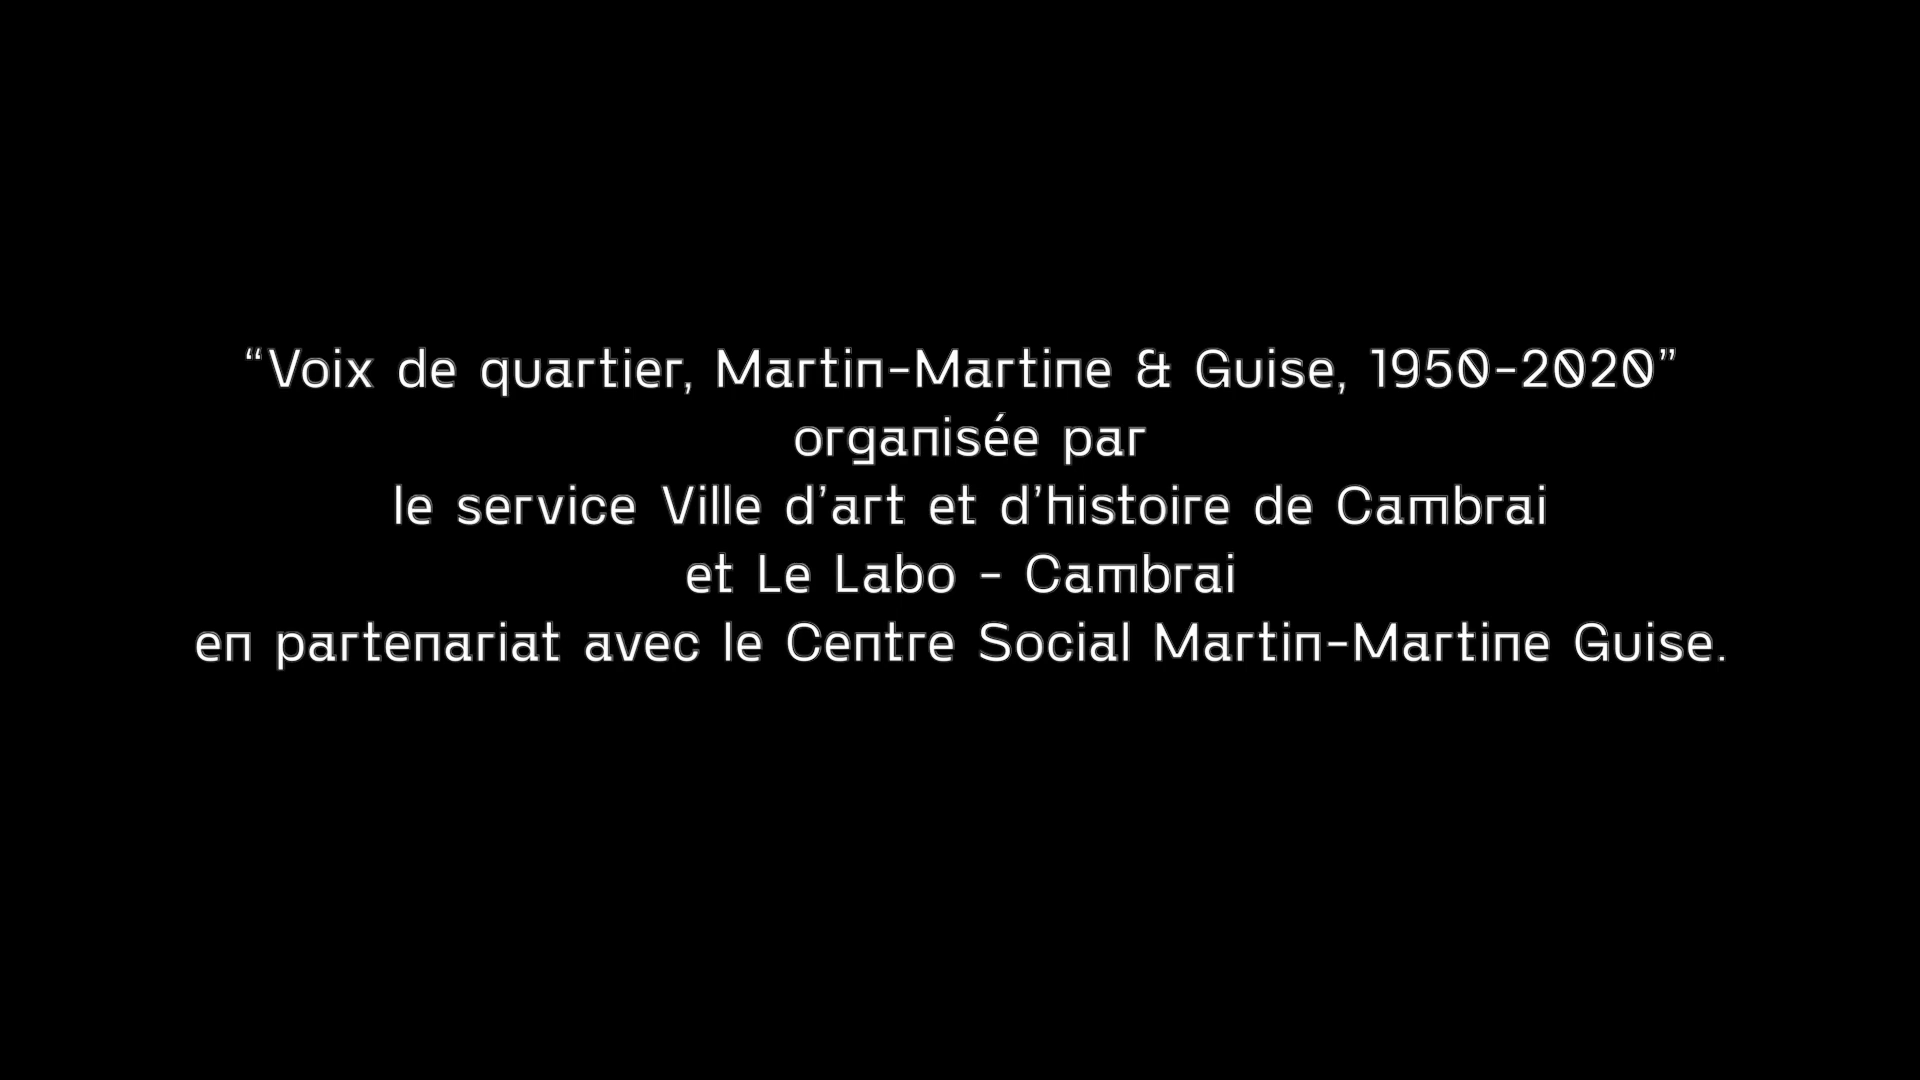 “Voix de quartier, Martin-Martine & Guise, 1950-2020”
organisée par
le service Ville d’art et d’histoire de Cambrai
et Le Labo - Cambrai
en partenariat avec le Centre Social Martin-Martine Guise.